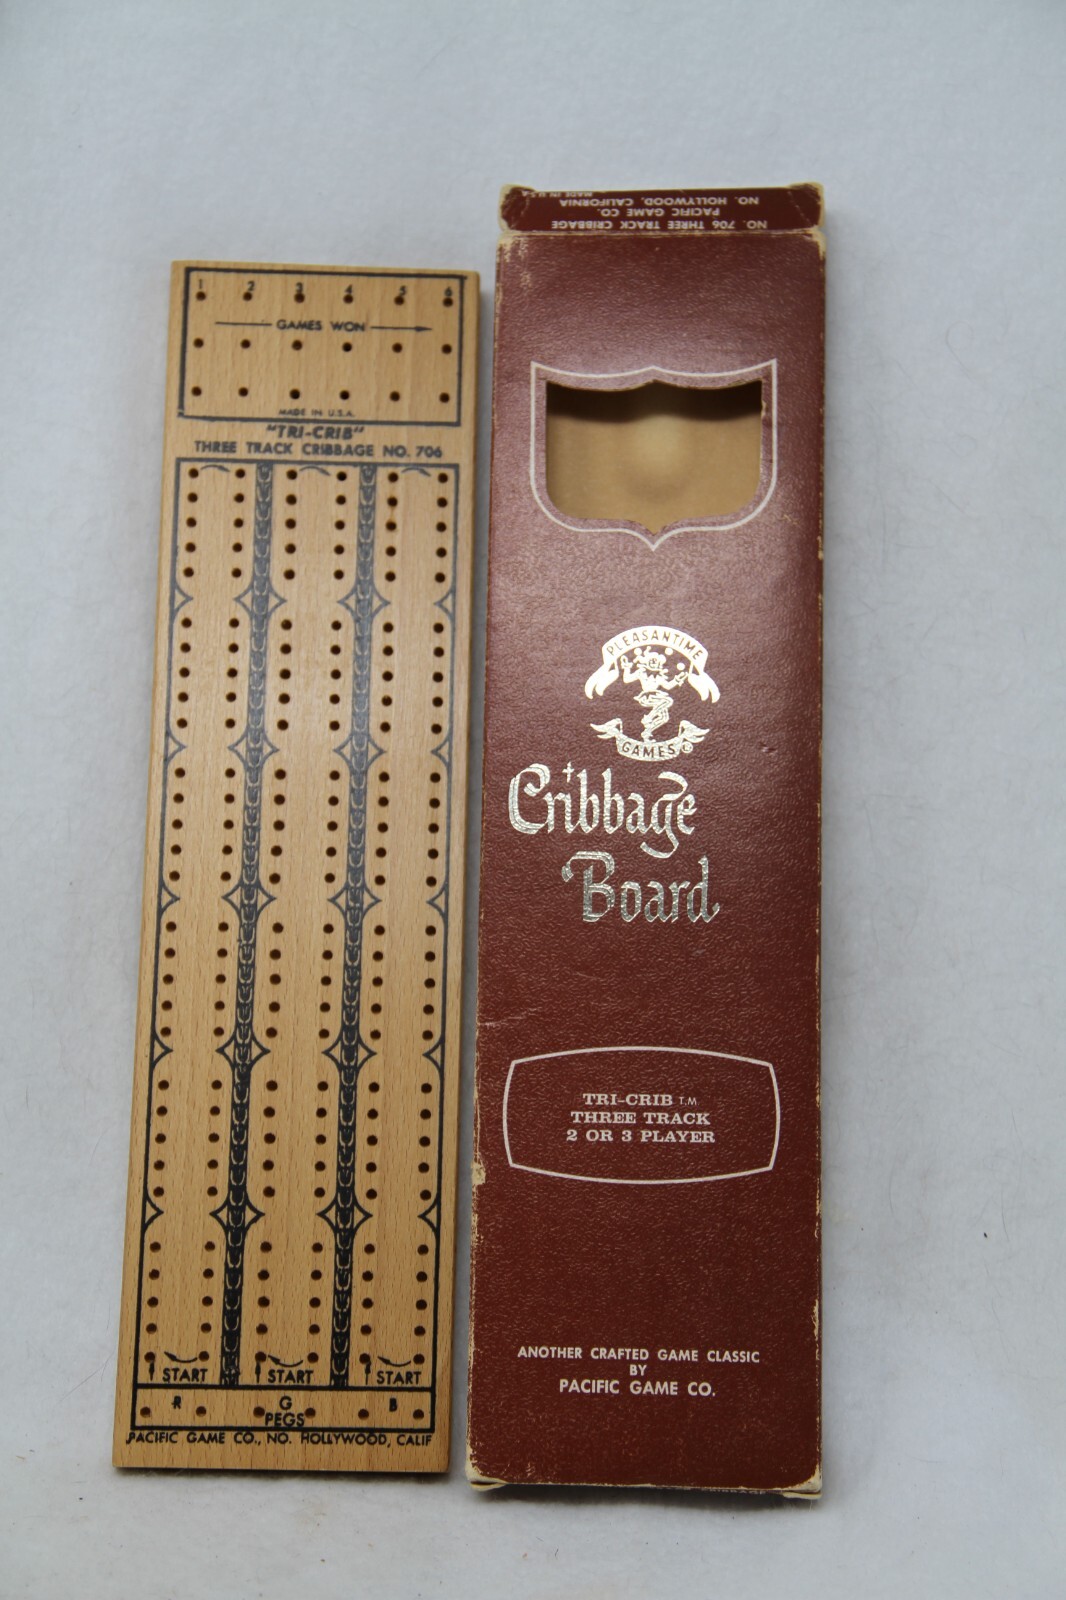 1 2 3 4 5 6
GAMES WON
MADE IN U.S.A.
"TRI-CRIB"
THREE TRACK CRIBBAGE NO. 706
START START START
R G B
PEGS
PACIFIC GAME CO., NO. HOLLYWOOD, CALIF
NO. 706 THREE TRACK CRIBBAGE
PACIFIC GAME CO.
NO. HOLLYWOOD, CALIFORNIA
MADE IN U.S.A.
PLEASANTIME
GAMES
Cribbage
Board
TRI-CRIB T.M
THREE TRACK
2 OR 3 PLAYER
ANOTHER CRAFTED GAME CLASSIC
BY
PACIFIC GAME CO.